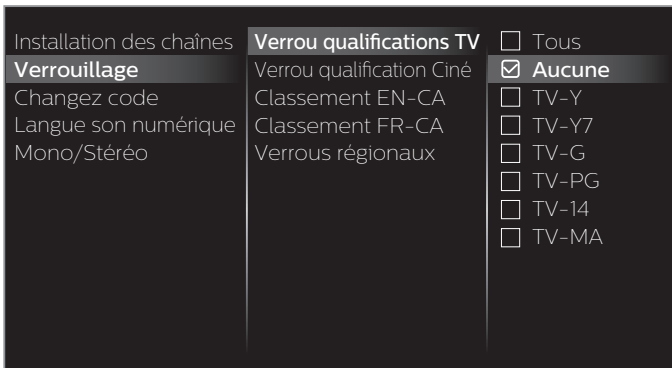 Installation des chaînes
Verrouillage
Changez code
Langue son numérique
Mono/Stéréo
Verrou qualifications TV
Verrou qualification Ciné
Classement EN-CA
Classement FR-CA
Verrous régionaux
Tous
Aucune
TV-Y
TV-Y7
TV-G
TV-PG
TV-14
TV-MA